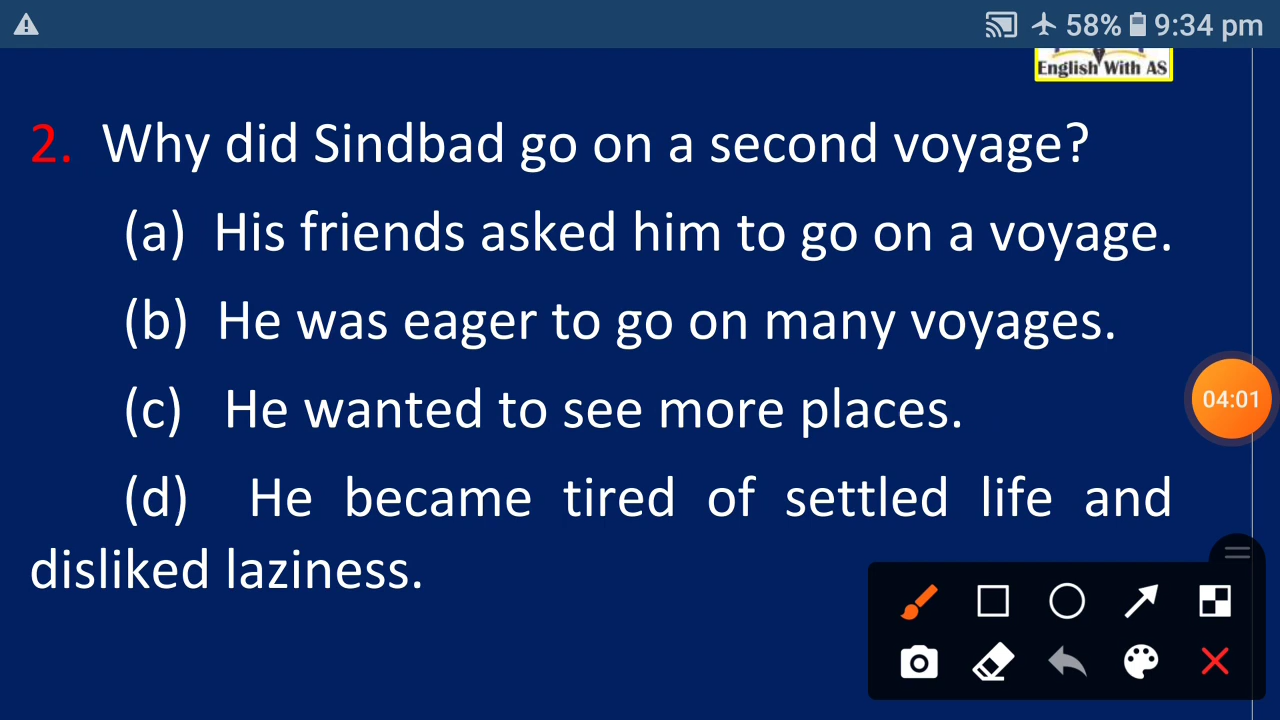 58% 9:34 pm
English With AS
2. Why did Sindbad go on a second voyage?
(a) His friends asked him to go on a voyage.
(b) He was eager to go on many voyages.
(c) He wanted to see more places.
04:01
(d) He became tired of settled life and
disliked laziness.